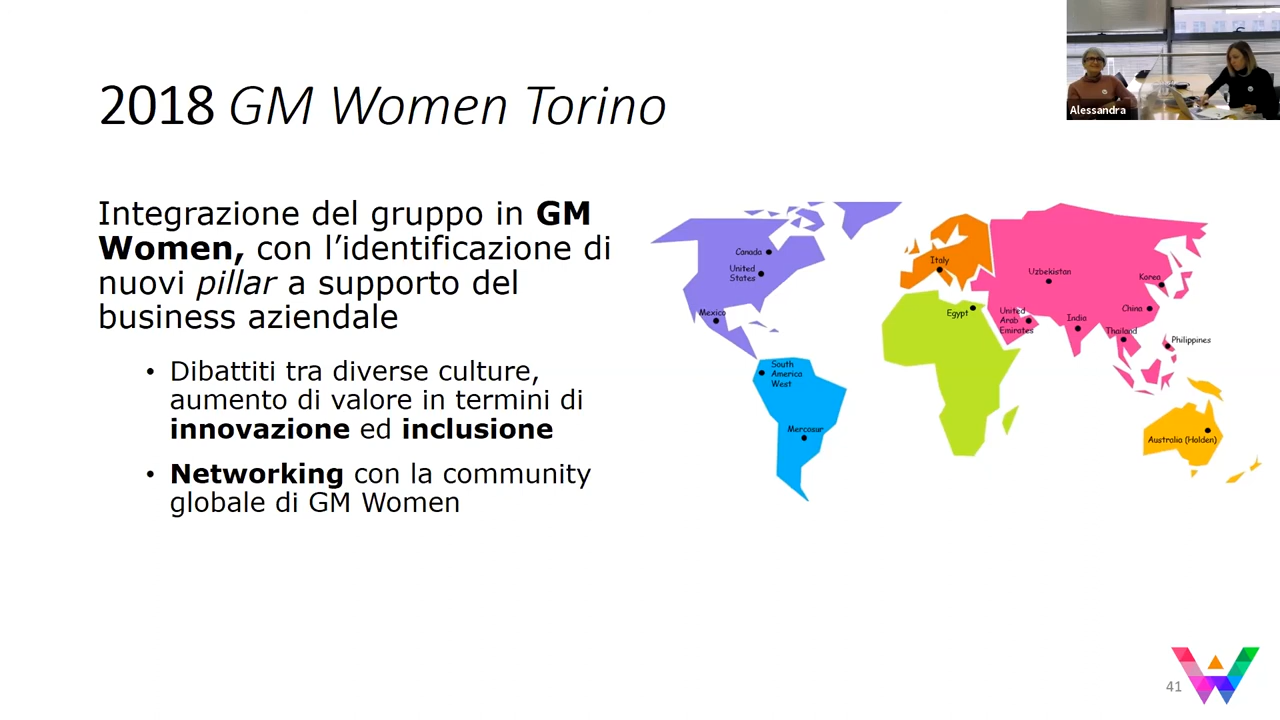 2018 GM Women Torino
Alessandra
Integrazione del gruppo in GM
Women, con l’identificazione di
nuovi pillar a supporto del
business aziendale
• Dibattiti tra diverse culture,
aumento di valore in termini di
innovazione ed inclusione
• Networking con la community
globale di GM Women
Canada
United
States
Mexico
South
America
West
Mercosur
Italy
Egypt
United
Arab
Emirates
Uzbekistan
India
Korea
China
Thailand
Philippines
Australia (Holden)
41